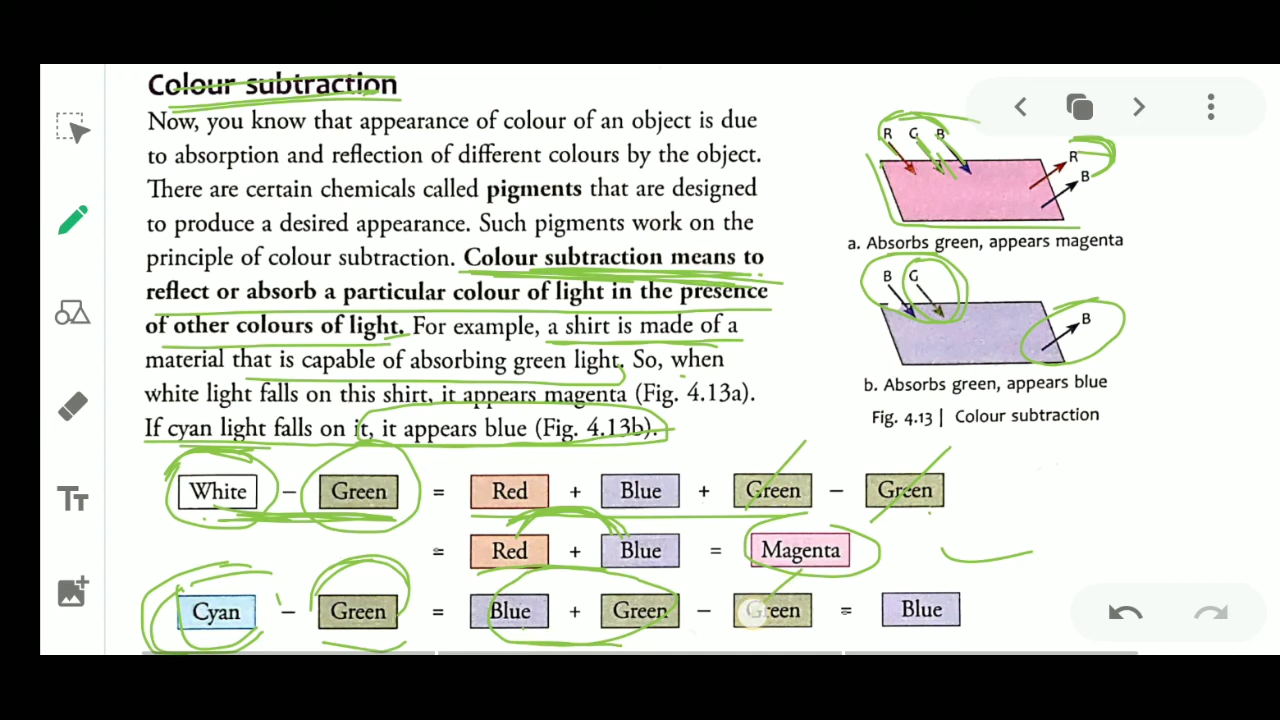 Colour subtraction
Now, you know that appearance of colour of an object is due
to absorption and reflection of different colours by the object.
There are certain chemicals called pigments that are designed
to produce a desired appearance. Such pigments work on the
principle of colour subtraction. Colour subtraction means to
reflect or absorb a particular colour of light in the presence
of other colours of light. For example, a shirt is made of a
material that is capable of absorbing green light. So, when
white light falls on this shirt, it appears magenta (Fig. 4.13a).
If cyan light falls on it, it appears blue (Fig. 4.13b).
R G B
R
B
a. Absorbs green, appears magenta
B G
B
b. Absorbs green, appears blue
Fig. 4.13 | Colour subtraction
White − Green = Red + Blue + Green − Green
= Red + Blue = Magenta
Cyan − Green = Blue + Green − Green = Blue
TT